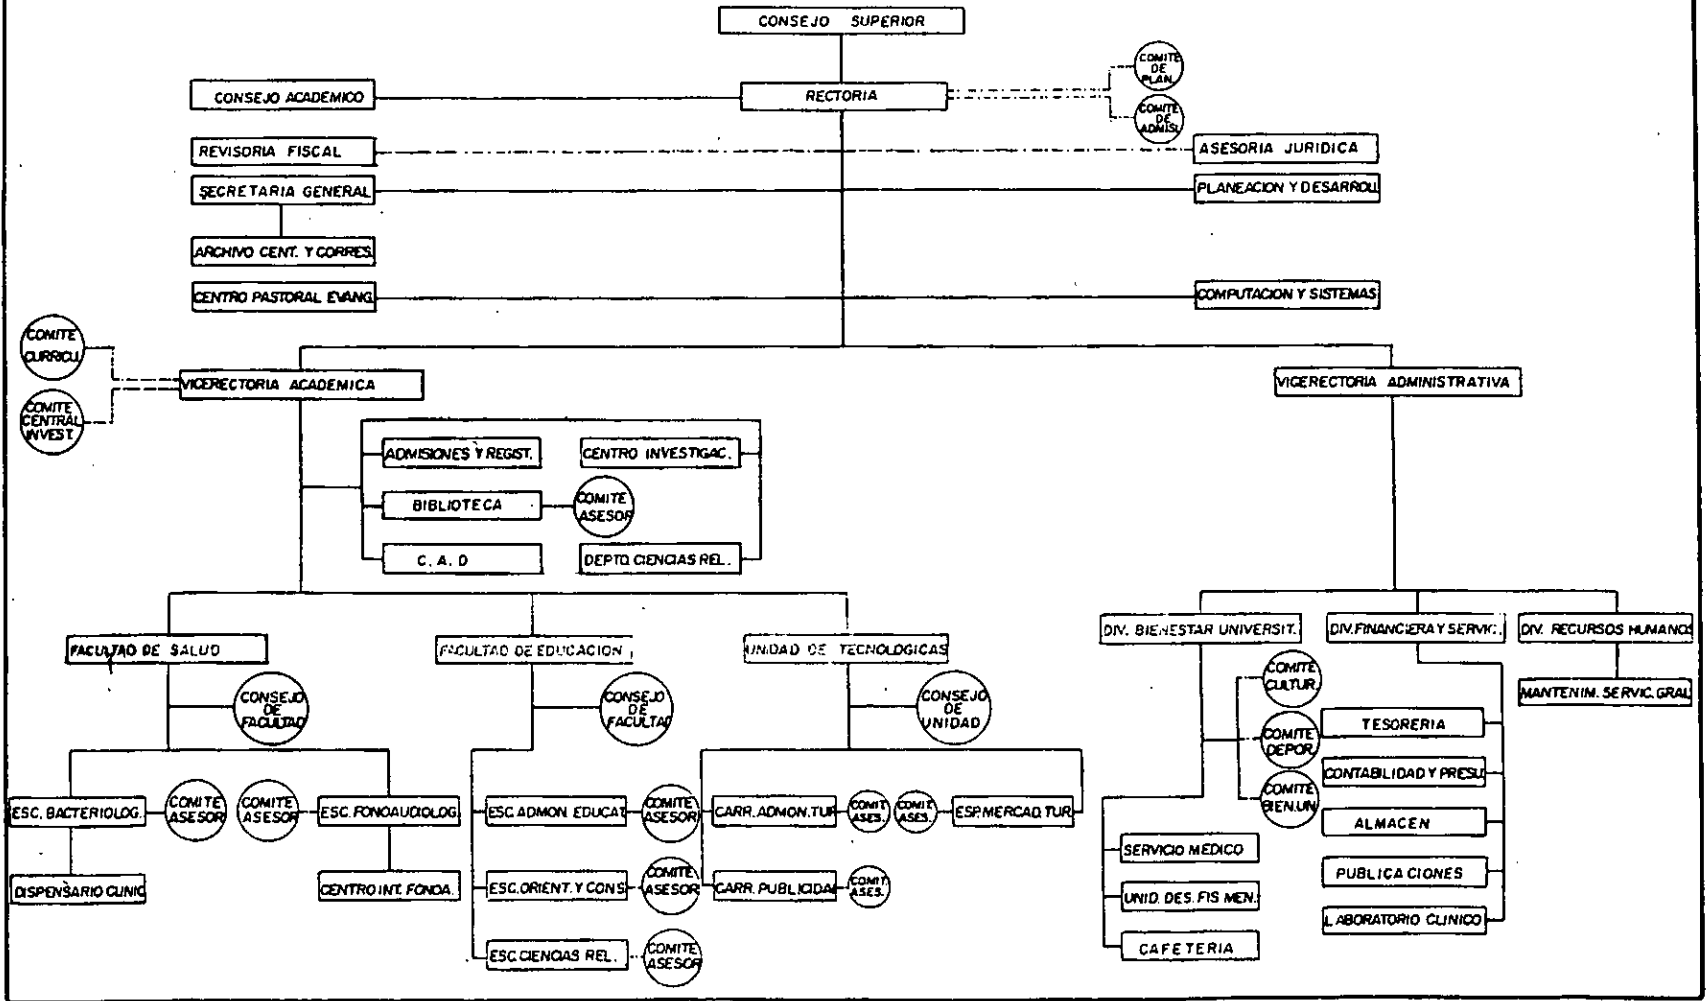 CONSEJO SUPERIOR
COMITE
DE
PLAN.
CONSEJO ACADEMICO
RECTORIA
COMITE
DE
ADMISI.
REVISORIA FISCAL
ASESORIA JURIDICA
SECRETARIA GENERAL
PLANEACION Y DESARROLL
ARCHIVO CENT. Y CORRES.
CENTRO PASTORAL EVANG.
COMPUTACION Y SISTEMAS
COMITE
CURRICU.
VICERECTORIA ACADEMICA
VICERECTORIA ADMINISTRATIVA
COMITE
CENTRAL
INVEST.
ADMISIONES Y REGIST.
CENTRO INVESTIGAC.
BIBLIOTECA
COMITE
ASESOR
C. A. D
DEPTO. CIENCIAS REL.
FACULTAD DE SALUD
FACULTAD DE EDUCACION
UNIDAD DE TECNOLOGICAS
DIV. BIENESTAR UNIVERSIT.
DIV. FINANCIERA Y SERVIC.
DIV. RECURSOS HUMANOS
CONSEJO
DE
FACULTAD
CONSEJO
DE
FACULTAD
CONSEJO
DE
UNIDAD
COMITE
CULTUR.
MANTENIM. SERVIC. GRAL
TESORERIA
COMITE
DEPOR.
CONTABILIDAD Y PRESU.
COMITE
BIEN. UN.
ESC. BACTERIOLOG.
COMITE
ASESOR
COMITE
ASESOR
ESC. FONOAUDIOLOG.
ESC. ADMON. EDUCAT
COMITE
ASESOR
CARR. ADMON. TUR
COMIT.
ASES.
COMIT.
ASES.
ESP. MERCAD. TUR.
ALMACEN
SERVICIO MEDICO
PUBLICACIONES
DISPENSARIO CLINIC
CENTRO INT. FONOA.
ESC. ORIENT. Y CONS
COMITE
ASESOR
CARR. PUBLICIDAD
COMIT.
ASES.
UNID. DES. FIS MEN.
LABORATORIO CLINICO
ESC. CIENCIAS REL.
COMITE
ASESOR
CAFETERIA